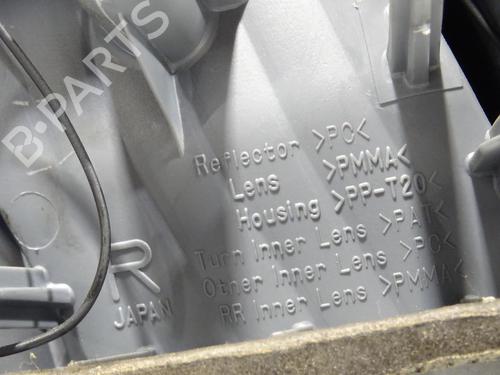 B-PARTS
Reflector >PC<
Lens >PMMA<
Housing >PP-T20<
Turn Inner Lens >PAT<
Other Inner Lens >PC<
RR Inner Lens >PMMA<
R
JAPAN